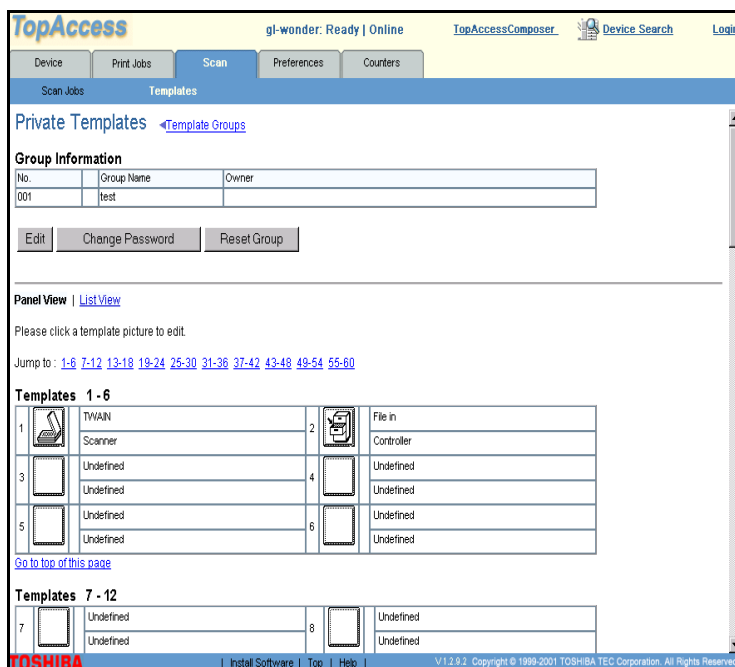 TopAccess gl-wonder: Ready | Online TopAccessComposer Device Search Login
Device Print Jobs Scan Preferences Counters
Scan Jobs Templates
Private Templates Template Groups
Group Information
No. Group Name Owner
001 test
Edit Change Password Reset Group
Panel View | List View
Please click a template picture to edit.
Jump to : 1-6 7-12 13-18 19-24 25-30 31-36 37-42 43-48 49-54 55-60
Templates 1 - 6
1 TWAIN 2 File in
Scanner Controller
3 Undefined 4 Undefined
Undefined Undefined
5 Undefined 6 Undefined
Undefined Undefined
Go to top of this page
Templates 7 - 12
7 Undefined 8 Undefined
Undefined Undefined
TOSHIBA | Install Software | Top | Help | V1.2.9.2 Copyright © 1999-2001 TOSHIBA TEC Corporation. All Rights Reserved